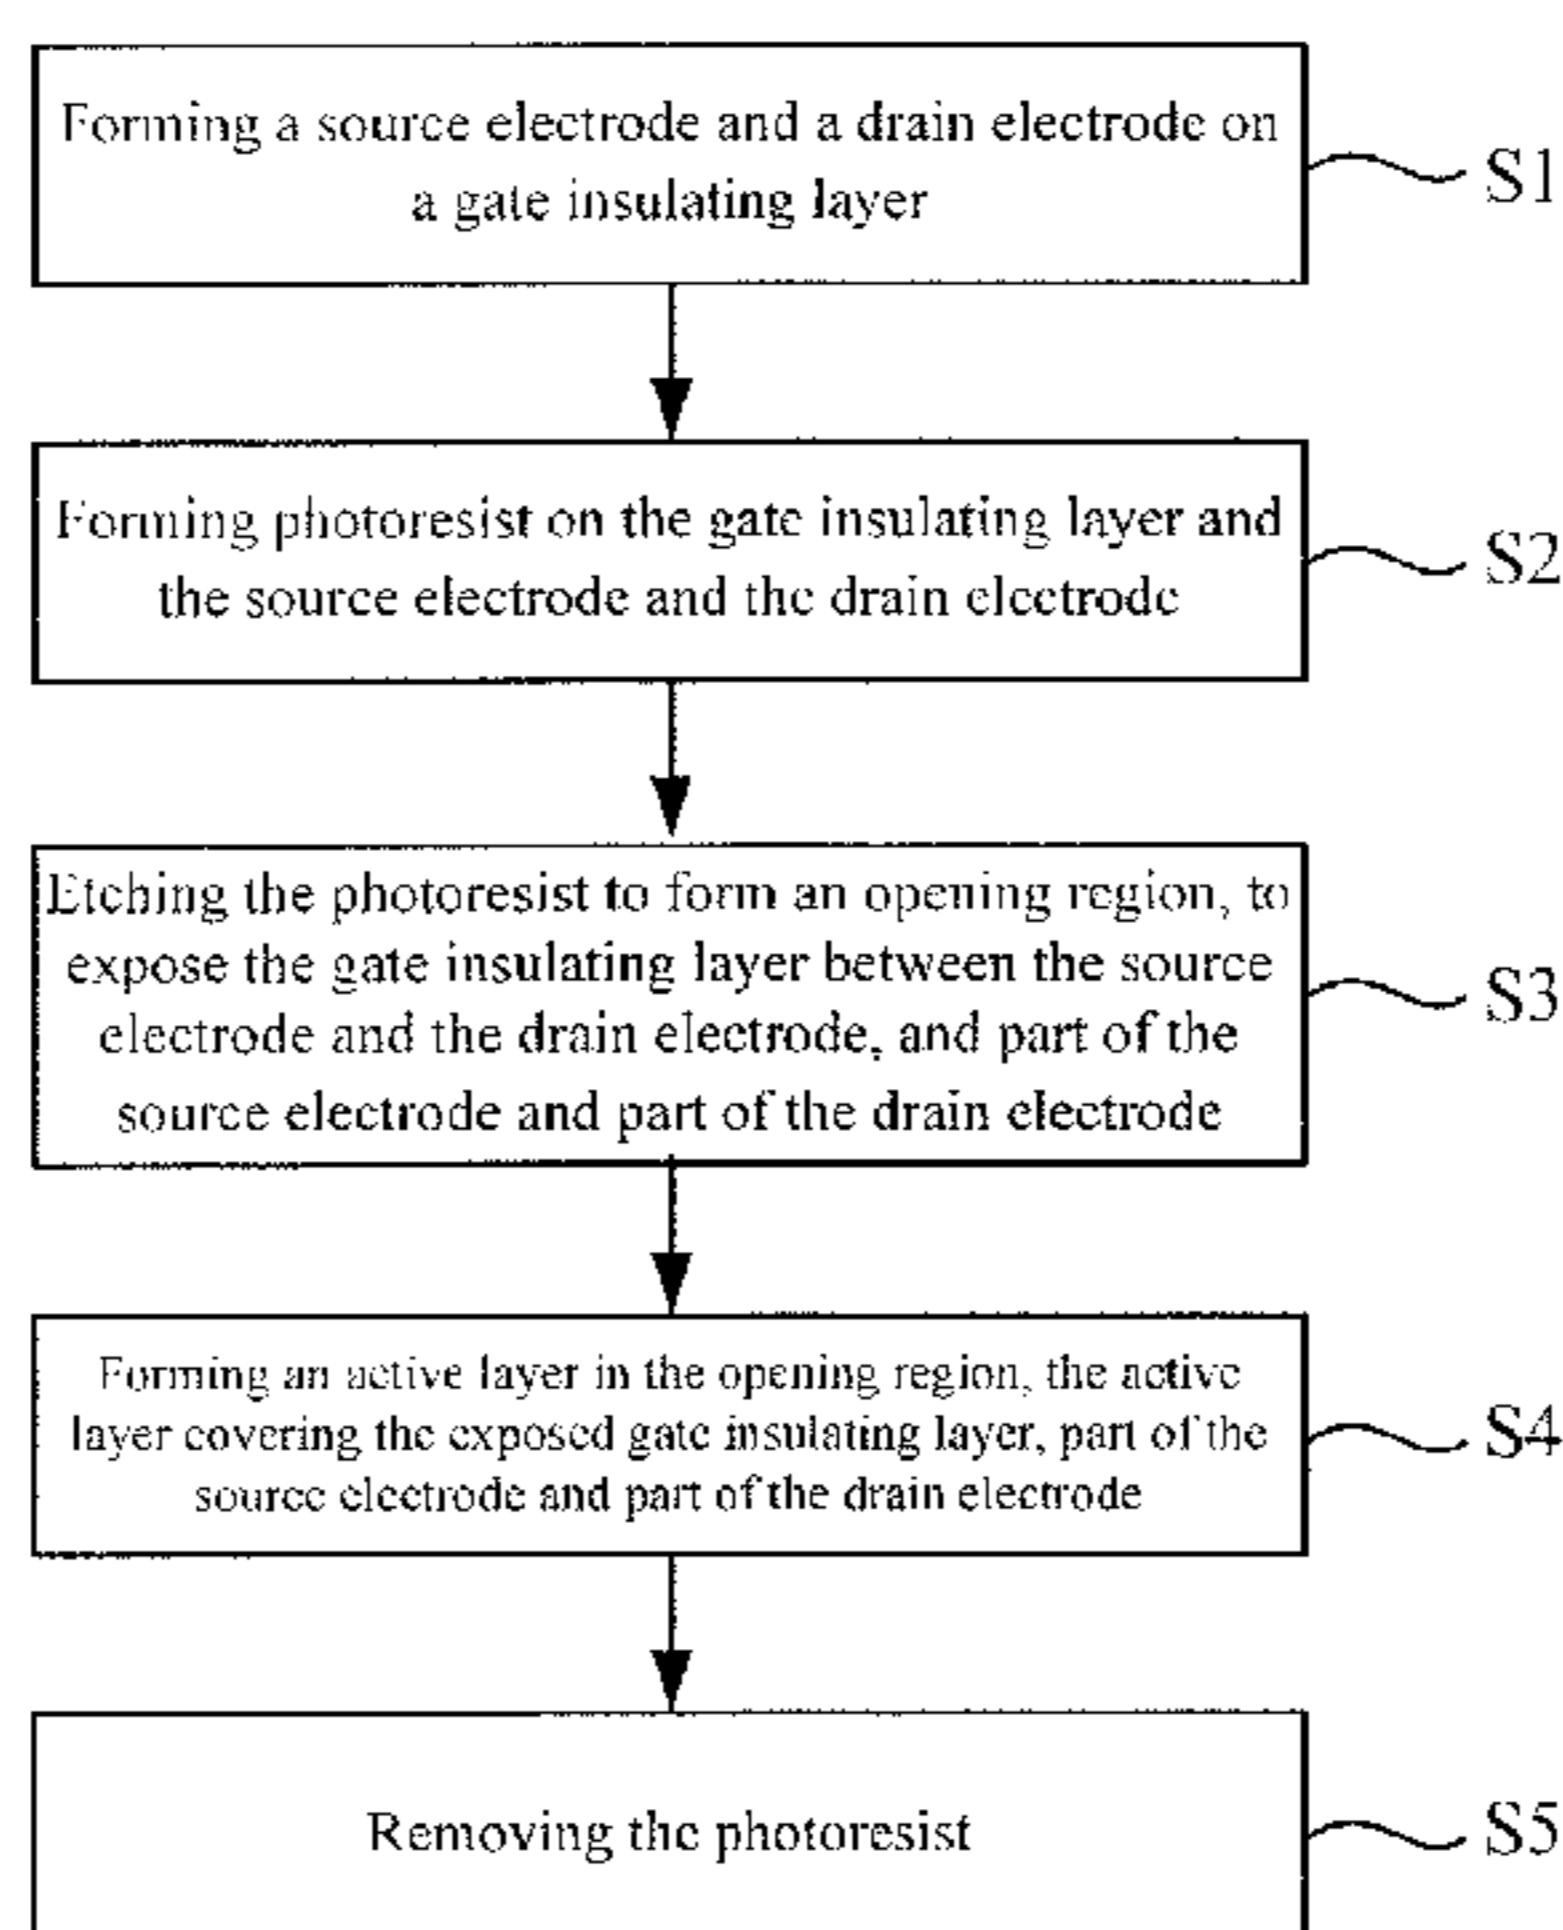 Forming a source electrode and a drain electrode on
a gate insulating layer
S1
Forming photoresist on the gate insulating layer and
the source electrode and the drain electrode
S2
Etching the photoresist to form an opening region, to
expose the gate insulating layer between the source
electrode and the drain electrode, and part of the
source electrode and part of the drain electrode
S3
Forming an active layer in the opening region, the active
layer covering the exposed gate insulating layer, part of the
source electrode and part of the drain electrode
S4
Removing the photoresist
S5